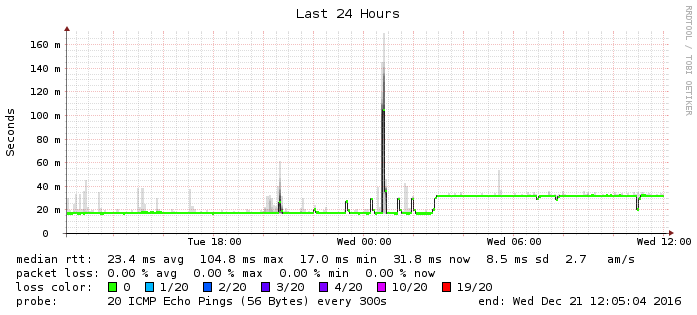 Last 24 Hours
RRDTOOL / TOBI OETIKER
Seconds
160 m
140 m
120 m
100 m
80 m
60 m
40 m
20 m
0
Tue 18:00 Wed 00:00 Wed 06:00 Wed 12:00
median rtt: 23.4 ms avg 104.8 ms max 17.0 ms min 31.8 ms now 8.5 ms sd 2.7 am/s
packet loss: 0.00 % avg 0.00 % max 0.00 % min 0.00 % now
loss color: 0 1/20 2/20 3/20 4/20 10/20 19/20
probe: 20 ICMP Echo Pings (56 Bytes) every 300s end: Wed Dec 21 12:05:04 2016